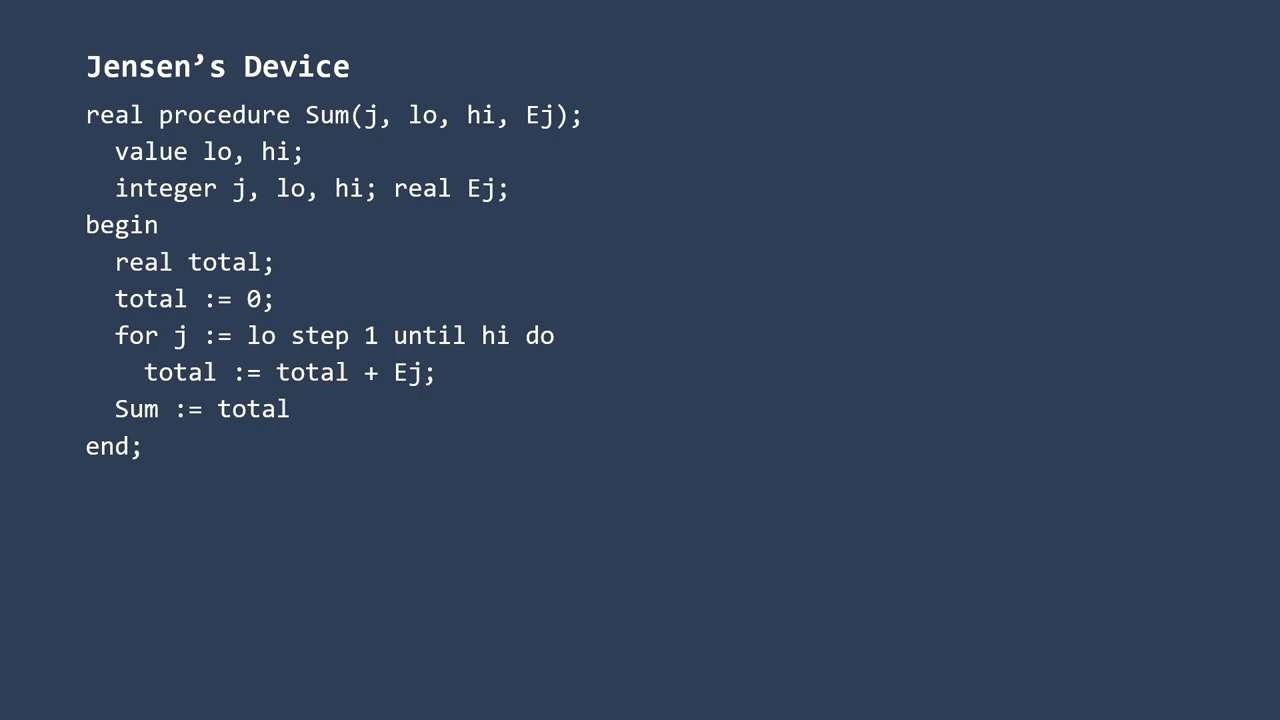 Jensen’s Device
real procedure Sum(j, lo, hi, Ej);
value lo, hi;
integer j, lo, hi; real Ej;
begin
real total;
total := 0;
for j := lo step 1 until hi do
total := total + Ej;
Sum := total
end;